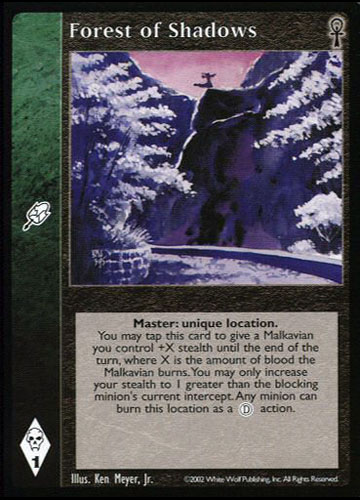 Forest of Shadows
Master: unique location.
You may tap this card to give a Malkavian
you control +X stealth until the end of the
turn, where X is the amount of blood the
Malkavian burns. You may only increase
your stealth to 1 greater than the blocking
minion's current intercept. Any minion can
burn this location as a D action.
1
Illus. Ken Meyer, Jr.
©2002 White Wolf Publishing, Inc. All Rights Reserved.